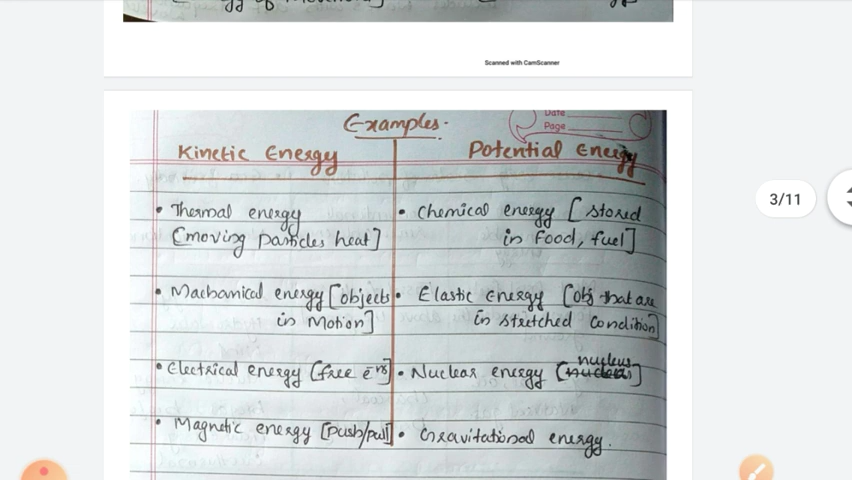 Scanned with CamScanner
Date
Page
Examples.
Kinetic Energy
Potential Energy
• Thermal energy
[moving particles heat]
• Chemical energy [stored
in food, fuel]
• Machanical energy [objects
in Motion]
• Elastic energy [obj that are
in stretched condition]
• Electrical energy [free e̅ns]
• Nuclear energy [nucleus]
• Magnetic energy [push/pull]
• Gravitational energy.
3/11